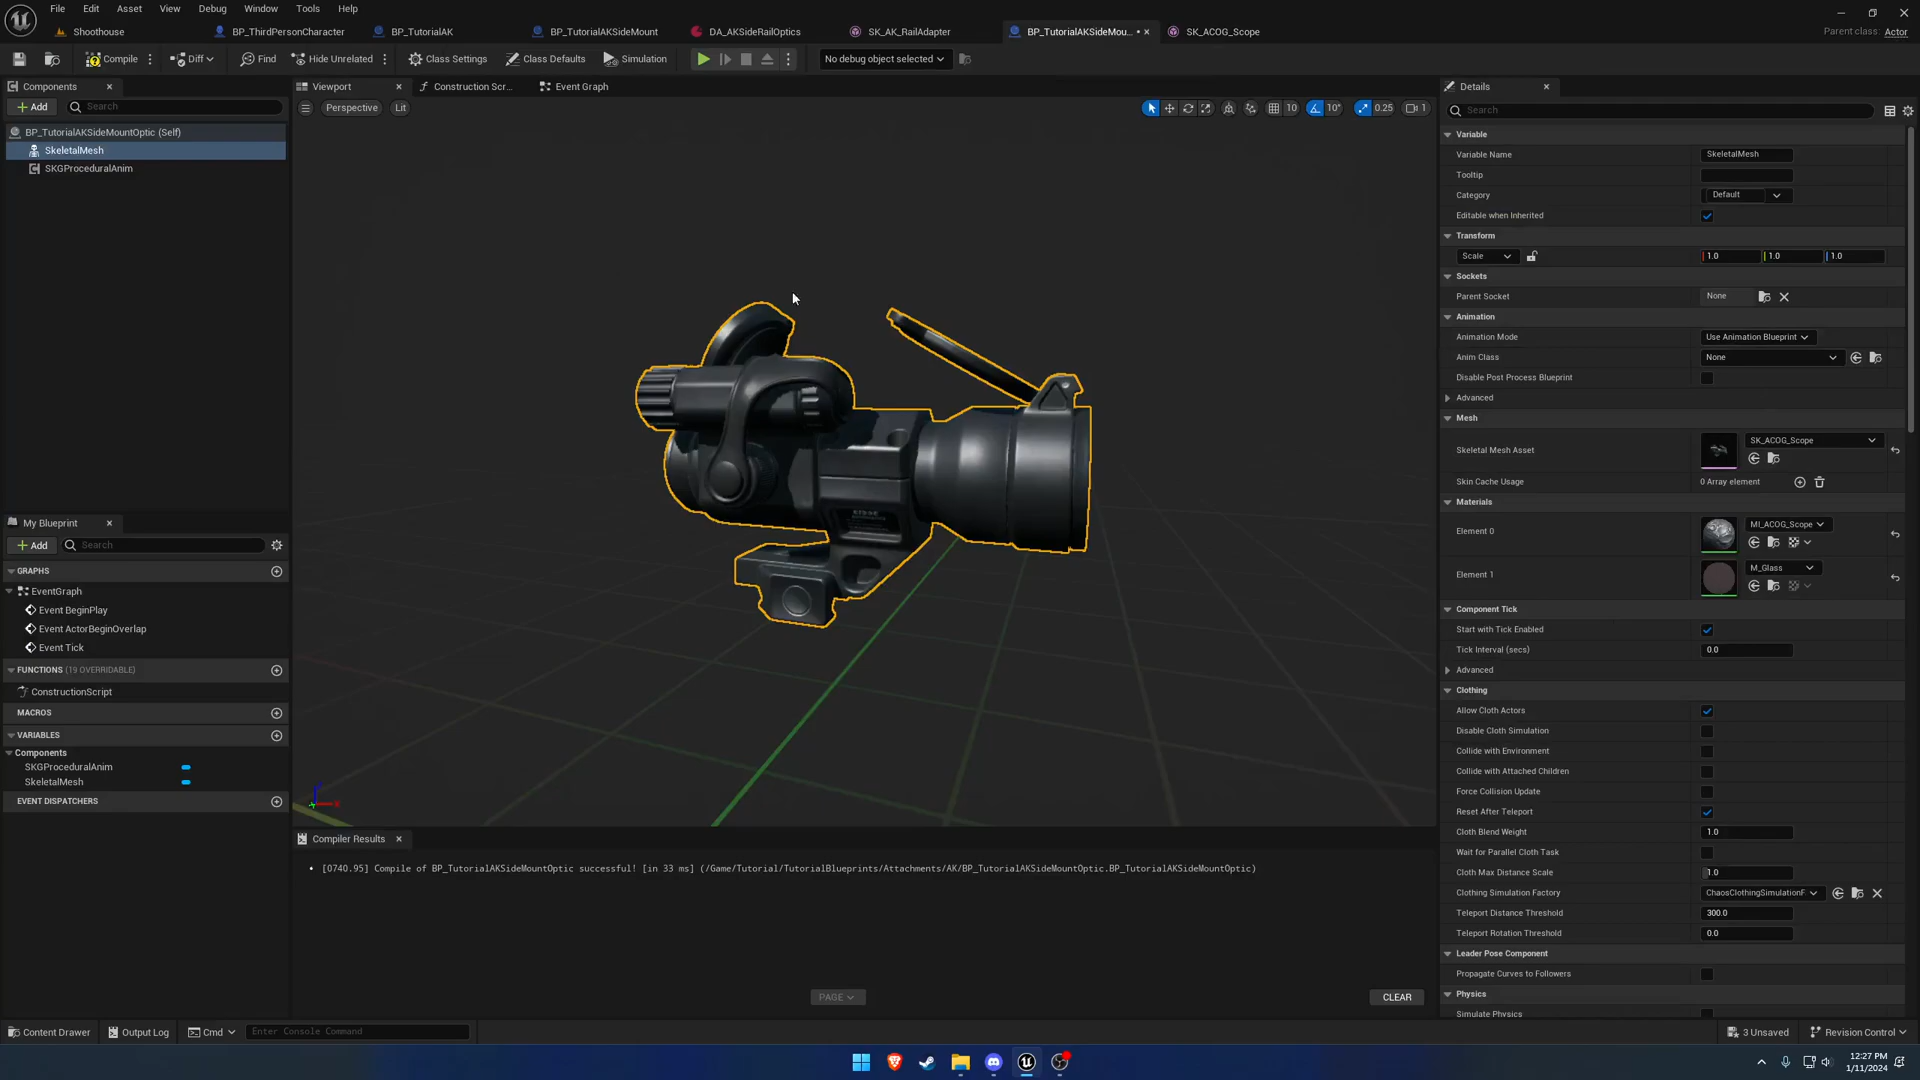 File Edit Asset View Debug Window Tools Help
Shoothouse BP_ThirdPersonCharacter BP_TutorialAK BP_TutorialAKSideMount DA_AKSideRailOptics SK_AK_RailAdapter BP_TutorialAKSideMou... SK_ACOG_Scope Parent class: Actor
Compile Diff Find Hide Unrelated Class Settings Class Defaults Simulation No debug object selected
Components
Add Search
BP_TutorialAKSideMountOptic (Self)
SkeletalMesh
SKGProceduralAnim
My Blueprint
Add Search
GRAPHS
EventGraph
Event BeginPlay
Event ActorBeginOverlap
Event Tick
FUNCTIONS (19 OVERRIDABLE)
ConstructionScript
MACROS
VARIABLES
Components
SKGProceduralAnim
SkeletalMesh
EVENT DISPATCHERS
Viewport Construction Scr... Event Graph
Perspective Lit 10 10° 0.25 1
Compiler Results
[0740.95] Compile of BP_TutorialAKSideMountOptic successful! [in 33 ms] (/Game/Tutorial/TutorialBlueprints/Attachments/AK/BP_TutorialAKSideMountOptic.BP_TutorialAKSideMountOptic)
PAGE CLEAR
Details
Search
Variable
Variable Name SkeletalMesh
Tooltip
Category Default
Editable when Inherited
Transform
Scale 1.0 1.0 1.0
Sockets
Parent Socket None
Animation
Animation Mode Use Animation Blueprint
Anim Class None
Disable Post Process Blueprint
Advanced
Mesh
Skeletal Mesh Asset SK_ACOG_Scope
Skin Cache Usage 0 Array element
Materials
Element 0 MI_ACOG_Scope
Element 1 M_Glass
Component Tick
Start with Tick Enabled
Tick Interval (secs) 0.0
Advanced
Clothing
Allow Cloth Actors
Disable Cloth Simulation
Collide with Environment
Collide with Attached Children
Force Collision Update
Reset After Teleport
Cloth Blend Weight 1.0
Wait for Parallel Cloth Task
Cloth Max Distance Scale 1.0
Clothing Simulation Factory ChaosClothingSimulationF
Teleport Distance Threshold 300.0
Teleport Rotation Threshold 0.0
Leader Pose Component
Propagate Curves to Followers
Physics
Simulate Physics
Content Drawer Output Log Cmd Enter Console Command 3 Unsaved Revision Control
12:27 PM
1/11/2024